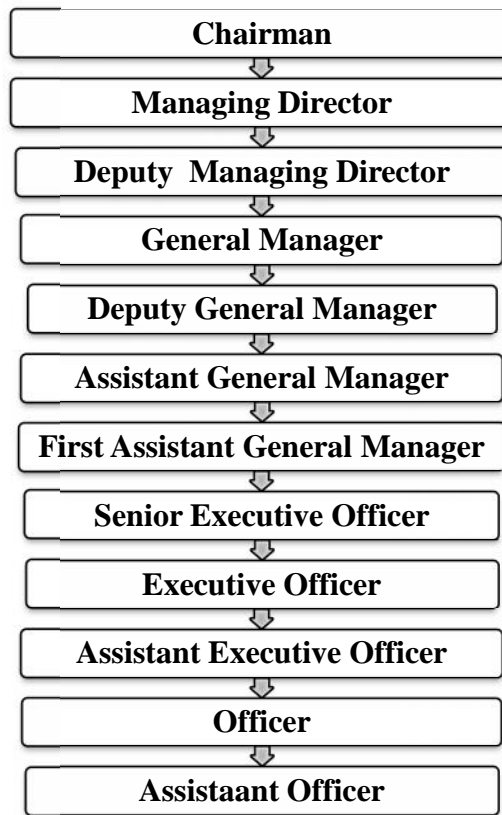 Chairman
Managing Director
Deputy Managing Director
General Manager
Deputy General Manager
Assistant General Manager
First Assistant General Manager
Senior Executive Officer
Executive Officer
Assistant Executive Officer
Officer
Assistaant Officer